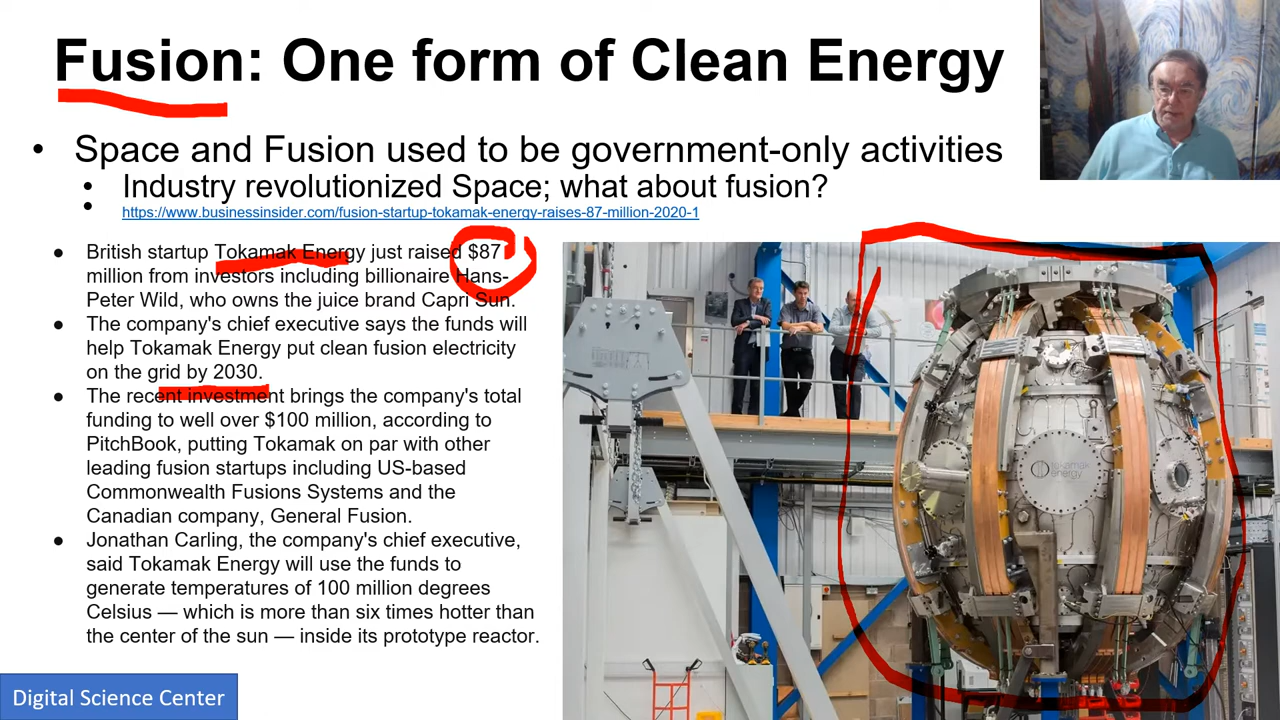 Fusion: One form of Clean Energy
• Space and Fusion used to be government-only activities
• Industry revolutionized Space; what about fusion?
• https://www.businessinsider.com/fusion-startup-tokamak-energy-raises-87-million-2020-1
● British startup Tokamak Energy just raised $87
million from investors including billionaire Hans-
Peter Wild, who owns the juice brand Capri Sun.
● The company's chief executive says the funds will
help Tokamak Energy put clean fusion electricity
on the grid by 2030.
● The recent investment brings the company's total
funding to well over $100 million, according to
PitchBook, putting Tokamak on par with other
leading fusion startups including US-based
Commonwealth Fusions Systems and the
Canadian company, General Fusion.
● Jonathan Carling, the company's chief executive,
said Tokamak Energy will use the funds to
generate temperatures of 100 million degrees
Celsius — which is more than six times hotter than
the center of the sun — inside its prototype reactor.
tokamak
energy
Digital Science Center